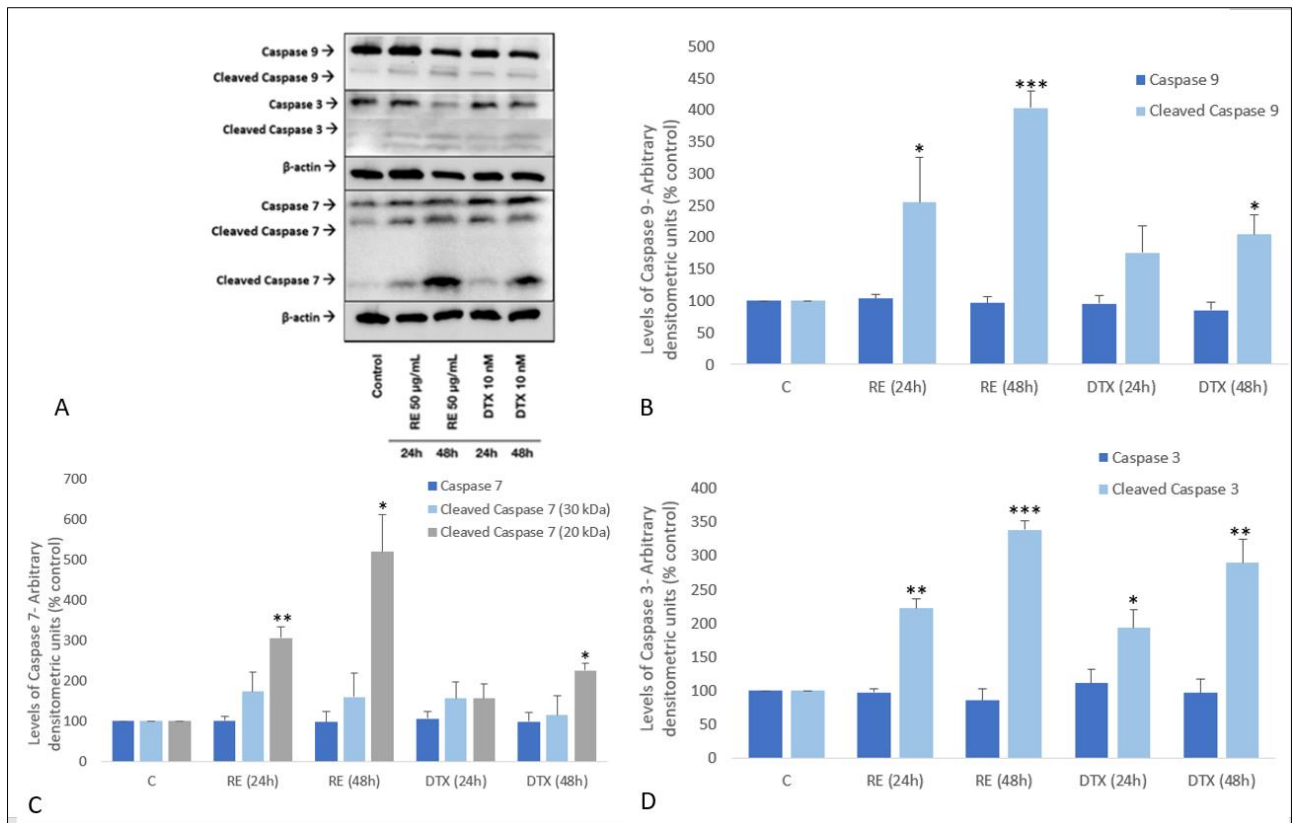 Caspase 9 →
Cleaved Caspase 9 →
Caspase 3 →
Cleaved Caspase 3 →
β-actin →
Caspase 7 →
Cleaved Caspase 7 →
Cleaved Caspase 7 →
β-actin →
Control
RE 50 µg/mL
RE 50 µg/mL
DTX 10 nM
DTX 10 nM
24h 48h 24h 48h
A
Levels of Caspase 9- Arbitrary
densitometric units (% control)
500
450
400
350
300
250
200
150
100
50
0
Caspase 9
Cleaved Caspase 9
*
***
*
C RE (24h) RE (48h) DTX (24h) DTX (48h)
B
Levels of Caspase 7- Arbitrary
densitometric units (% control)
700
600
500
400
300
200
100
0
Caspase 7
Cleaved Caspase 7 (30 kDa)
Cleaved Caspase 7 (20 kDa)
**
*
*
C RE (24h) RE (48h) DTX (24h) DTX (48h)
C
Levels of Caspase 3- Arbitrary
densitometric units (% control)
400
350
300
250
200
150
100
50
0
Caspase 3
Cleaved Caspase 3
**
***
*
**
C RE (24h) RE (48h) DTX (24h) DTX (48h)
D